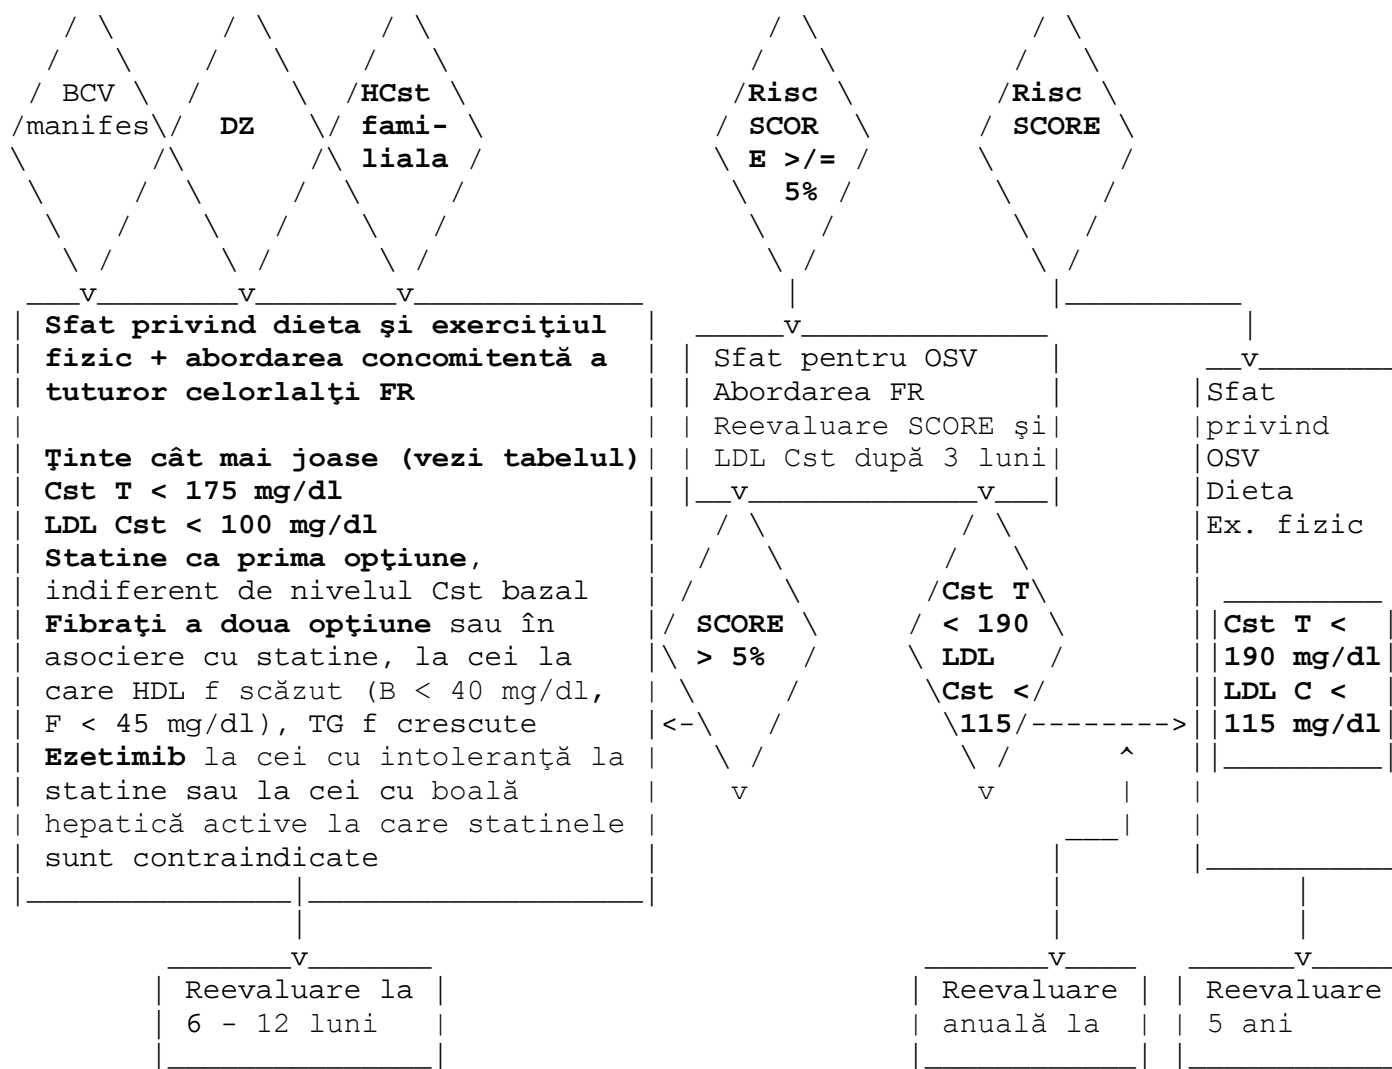 BCV
manifes
DZ
HCst
fami-
liala
Risc
SCOR
E >/=
5%
Risc
SCORE
Sfat privind dieta şi exerciţiul
fizic + abordarea concomitentă a
tuturor celorlalţi FR
Ţinte cât mai joase (vezi tabelul)
Cst T < 175 mg/dl
LDL Cst < 100 mg/dl
Statine ca prima opţiune,
indiferent de nivelul Cst bazal
Fibraţi a doua opţiune sau în
asociere cu statine, la cei la
care HDL f scăzut (B < 40 mg/dl,
F < 45 mg/dl), TG f crescute
Ezetimib la cei cu intoleranţă la
statine sau la cei cu boală
hepatică active la care statinele
sunt contraindicate
Sfat pentru OSV
Abordarea FR
Reevaluare SCORE şi
LDL Cst după 3 luni
SCORE
> 5%
Cst T
< 190
LDL
Cst <
115
Sfat
privind
OSV
Dieta
Ex. fizic
Cst T <
190 mg/dl
LDL C <
115 mg/dl
Reevaluare la
6 - 12 luni
Reevaluare
anuală la
Reevaluare
5 ani